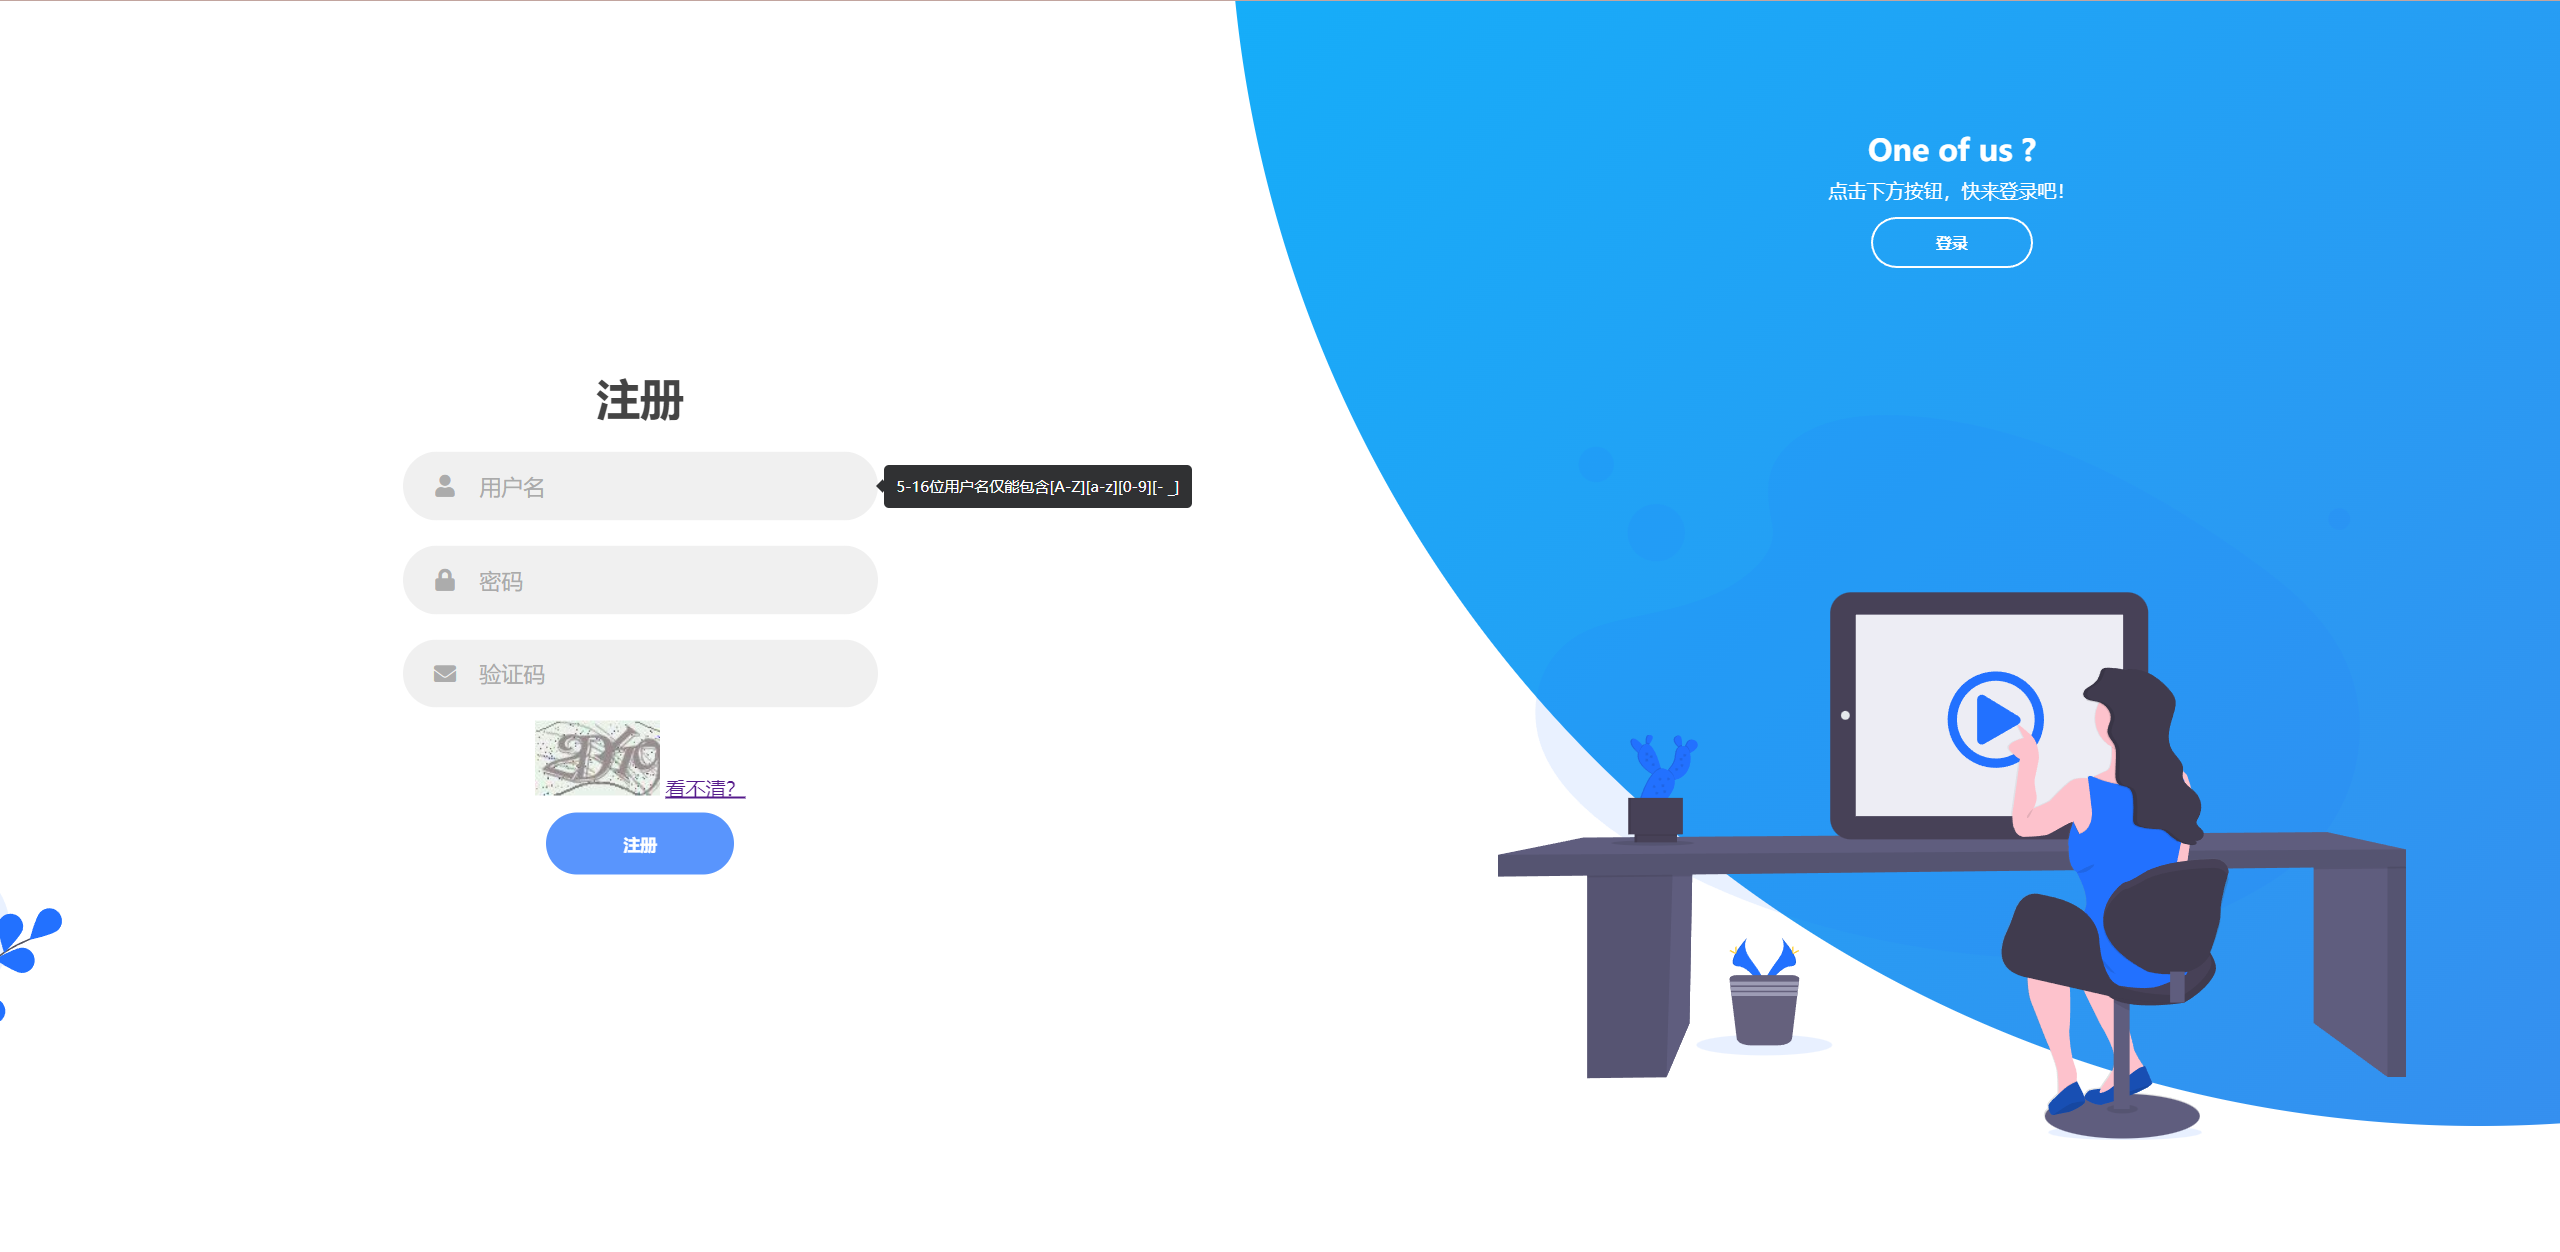 注册
用户名
5-16位用户名仅能包含[A-Z][a-z][0-9][- _]
密码
验证码
看不清？
注册
One of us ?
点击下方按钮，快来登录吧!
登录